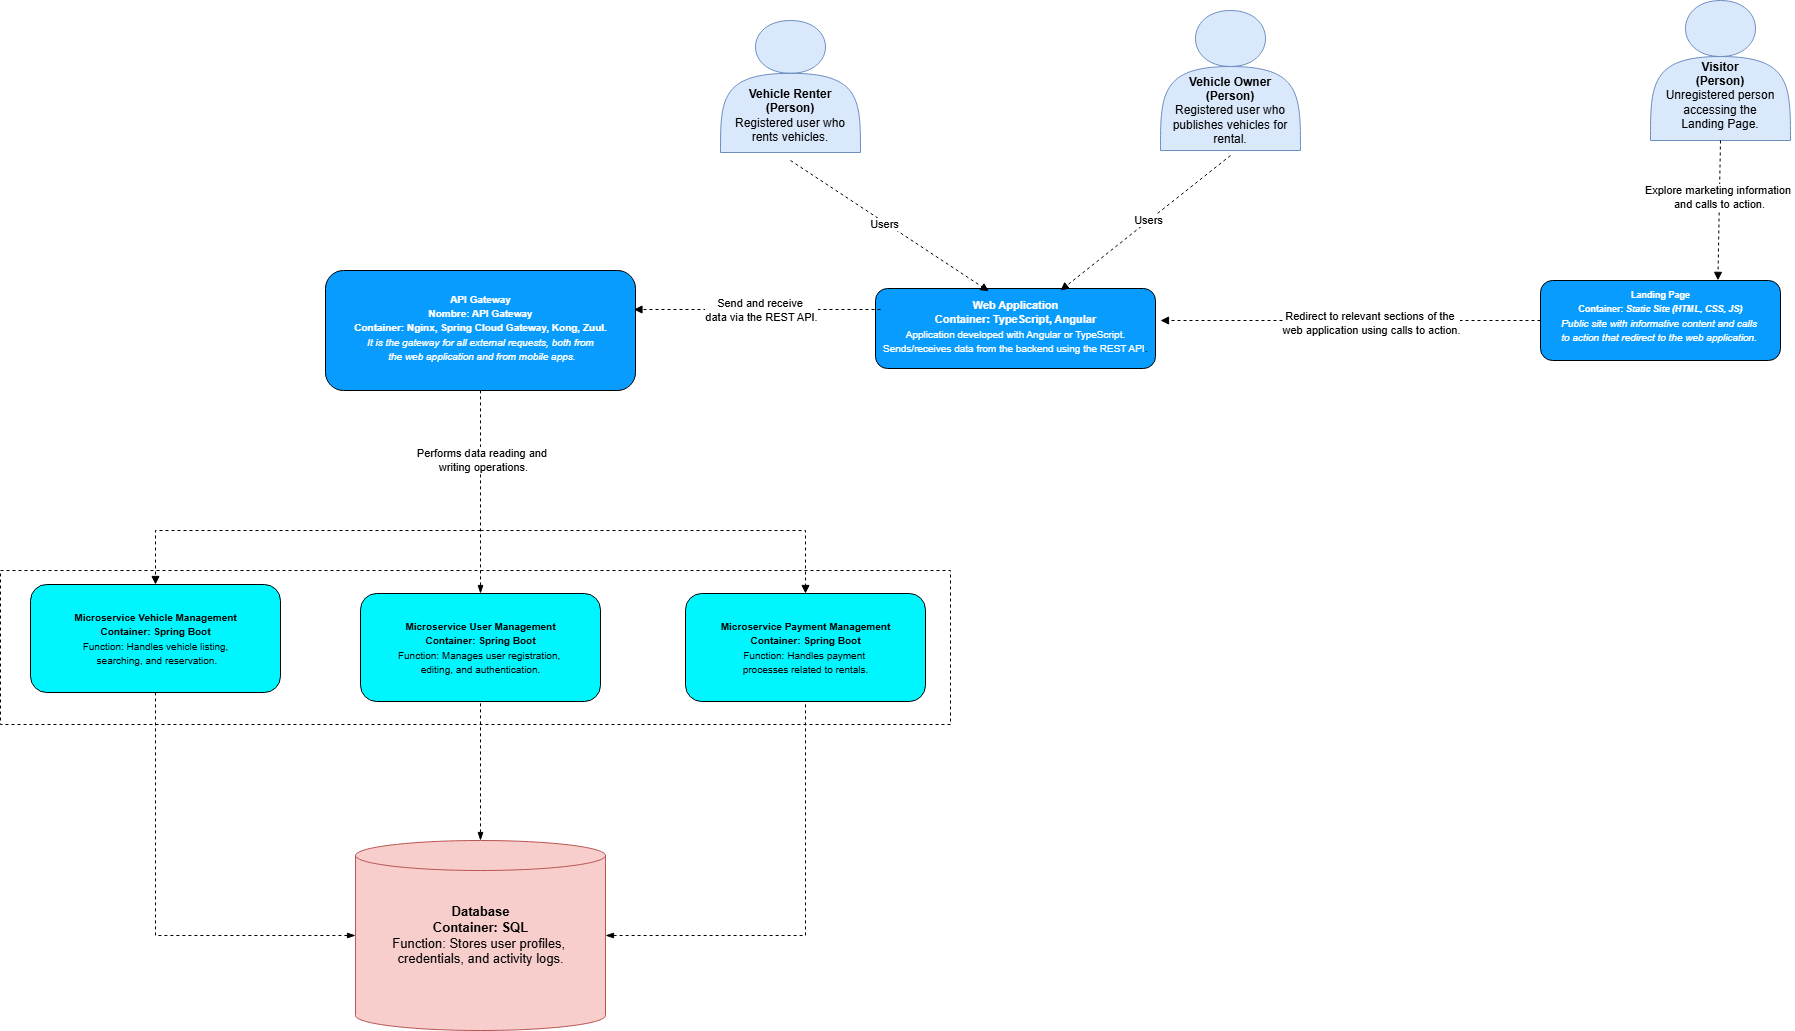 Vehicle Renter
(Person)
Registered user who
rents vehicles.
Vehicle Owner
(Person)
Registered user who
publishes vehicles for
rental.
Visitor
(Person)
Unregistered person
accessing the
Landing Page.
Users
Users
Explore marketing information
and calls to action.
API Gateway
Nombre: API Gateway
Container: Nginx, Spring Cloud Gateway, Kong, Zuul.
It is the gateway for all external requests, both from
the web application and from mobile apps.
Send and receive
data via the REST API.
Web Application
Container: TypeScript, Angular
Application developed with Angular or TypeScript.
Sends/receives data from the backend using the REST API.
Redirect to relevant sections of the
web application using calls to action.
Landing Page
Container: Static Site (HTML, CSS, JS)
Public site with informative content and calls
to action that redirect to the web application.
Performs data reading and
writing operations.
Microservice Vehicle Management
Container: Spring Boot
Function: Handles vehicle listing,
searching, and reservation.
Microservice User Management
Container: Spring Boot
Function: Manages user registration,
editing, and authentication.
Microservice Payment Management
Container: Spring Boot
Function: Handles payment
processes related to rentals.
Database
Container: SQL
Function: Stores user profiles,
credentials, and activity logs.